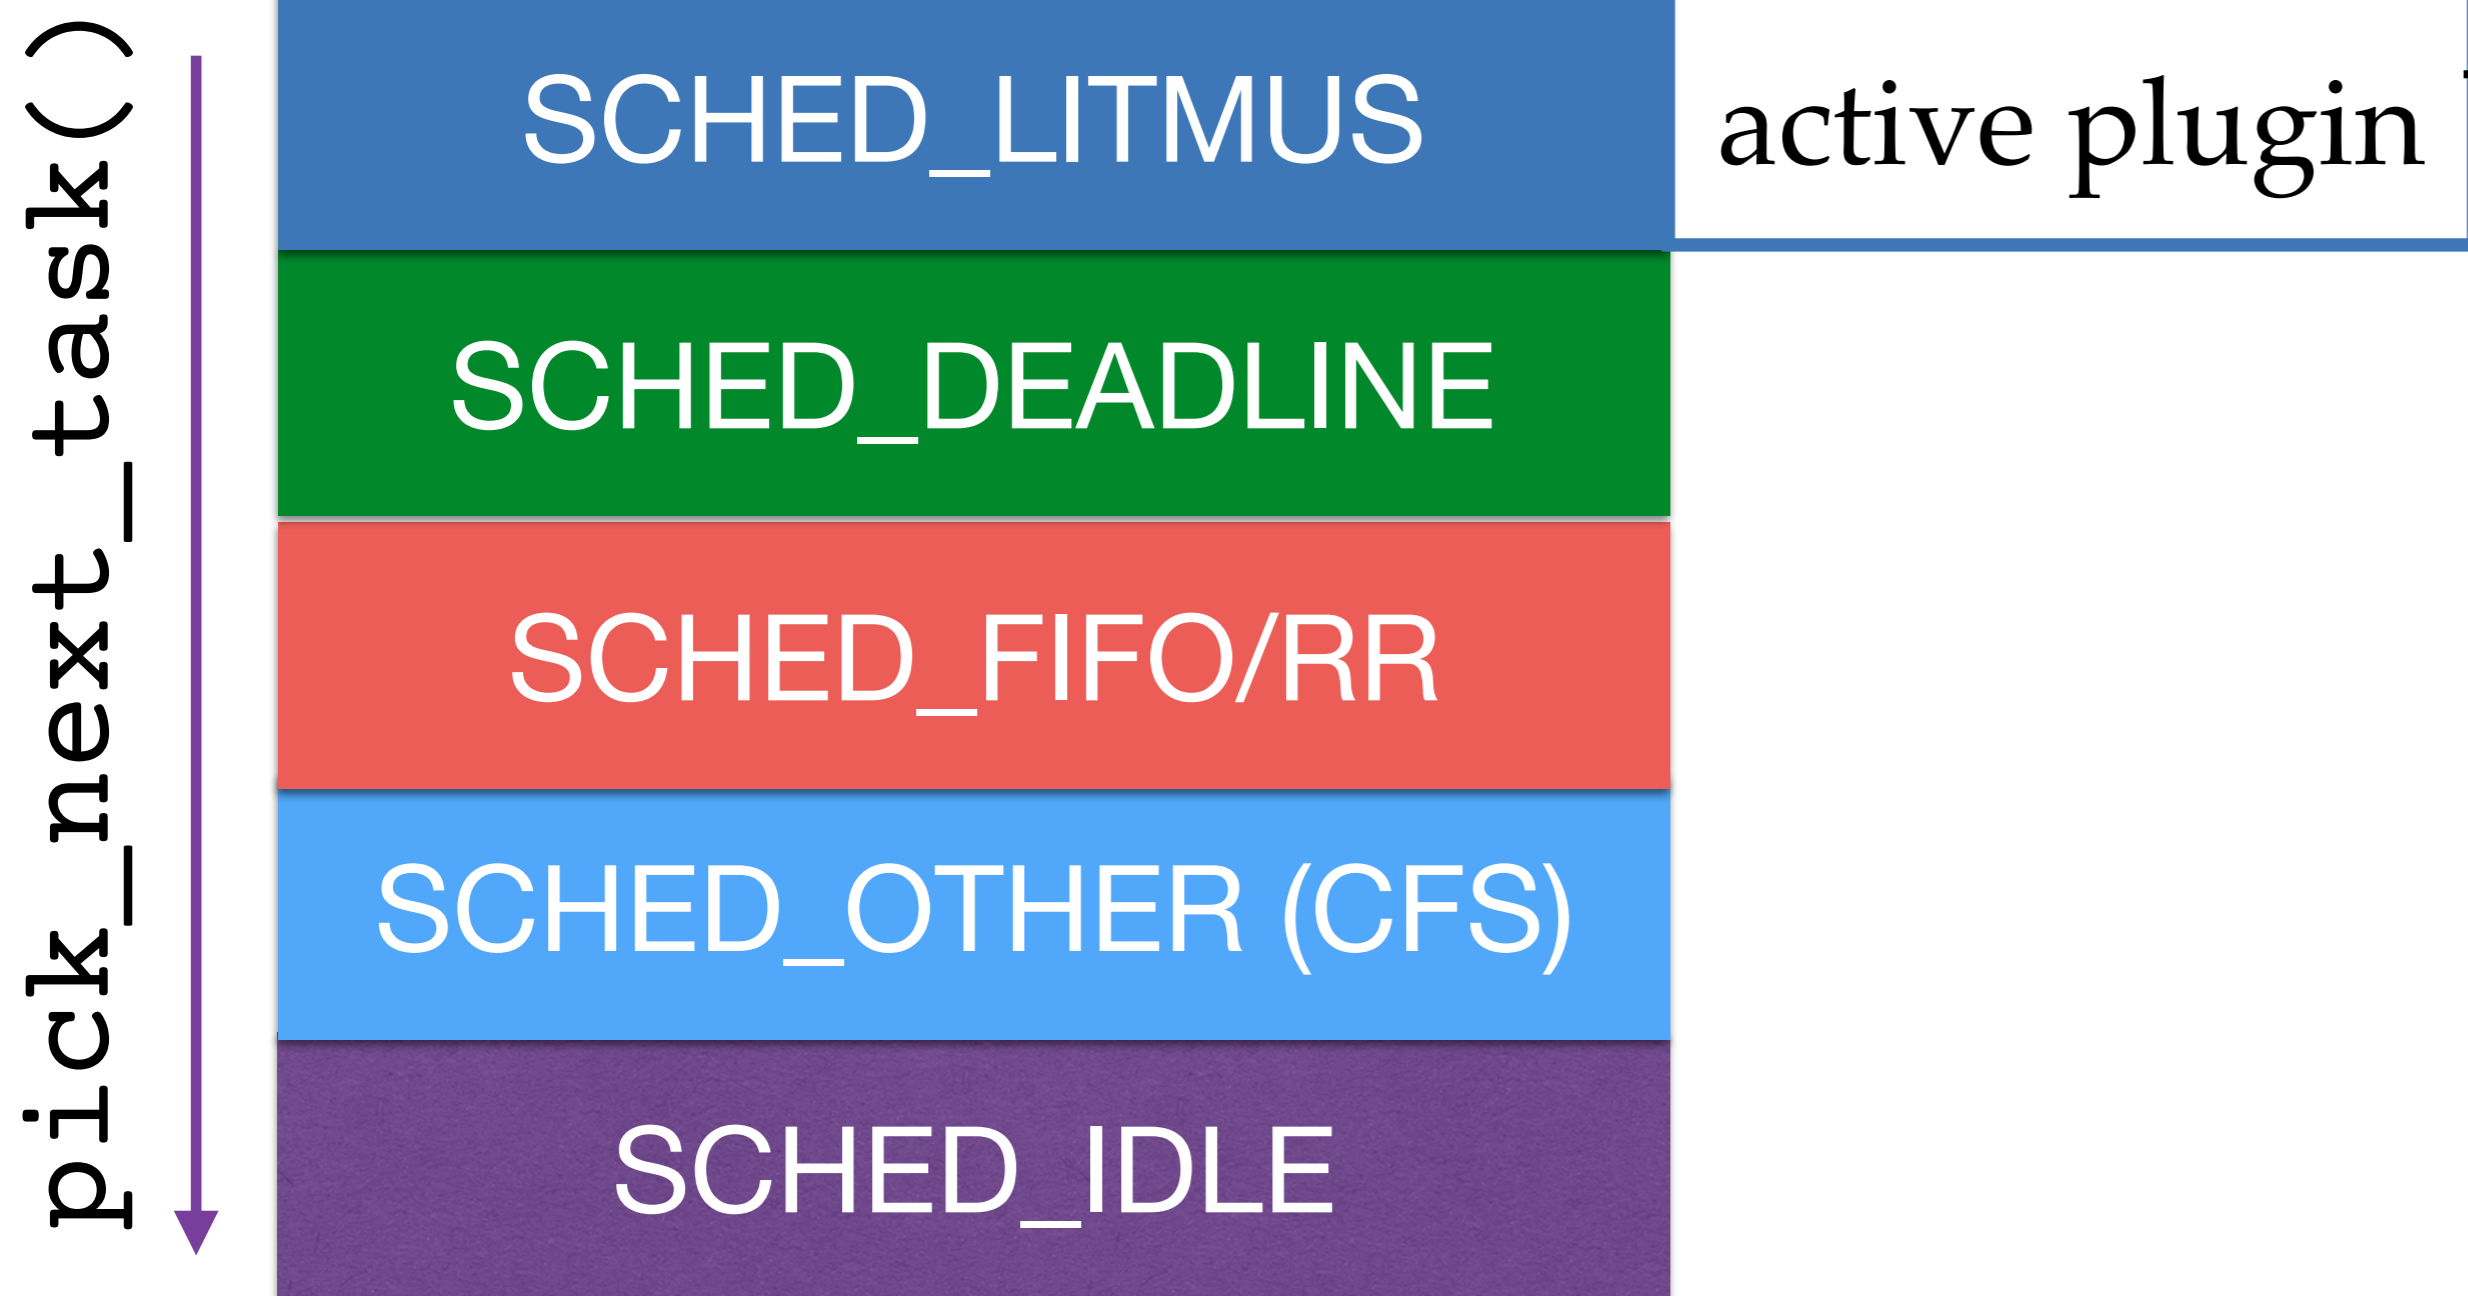 pick_next_task()
SCHED_LITMUS
active plugin
SCHED_DEADLINE
SCHED_FIFO/RR
SCHED_OTHER (CFS)
SCHED_IDLE